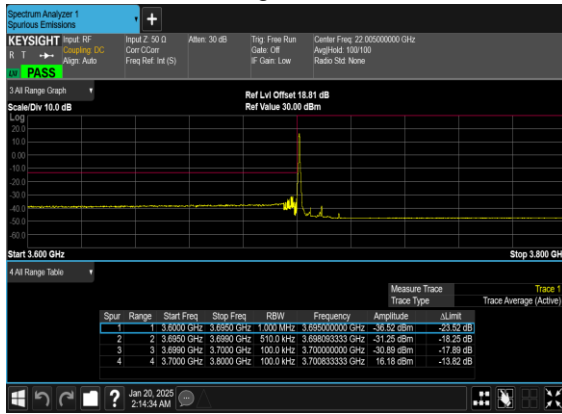 Spectrum Analyzer 1
Spurious Emissions
+
KEYSIGHT Input: RF Input Z: 50 Ω Atten: 30 dB Trig: Free Run Center Freq: 22.005000000 GHz
R T Coupling: DC Corr CCorr Gate: Off Avg|Hold: 100/100
Align: Auto Freq Ref: Int (S) IF Gain: Low Radio Std: None
PASS
3 All Range Graph
Ref Lvl Offset 18.81 dB
Scale/Div 10.0 dB Ref Value 30.00 dBm
Log
20.0
10.0
0.00
-10.0
-20.0
-30.0
-40.0
-50.0
-60.0
Start 3.600 GHz Stop 3.800 GH
4 All Range Table
Measure Trace Trace 1
Trace Type Trace Average (Active)
Spur Range Start Freq Stop Freq RBW Frequency Amplitude ΔLimit
1 1 3.6000 GHz 3.6950 GHz 1.000 MHz 3.695000000 GHz -36.52 dBm -23.52 dB
2 2 3.6950 GHz 3.6990 GHz 510.0 kHz 3.698093333 GHz -31.25 dBm -18.25 dB
3 3 3.6990 GHz 3.7000 GHz 100.0 kHz 3.700000000 GHz -30.89 dBm -17.89 dB
4 4 3.7000 GHz 3.8000 GHz 100.0 kHz 3.700833333 GHz 16.18 dBm -13.82 dB
? Jan 20, 2025
2:14:34 AM